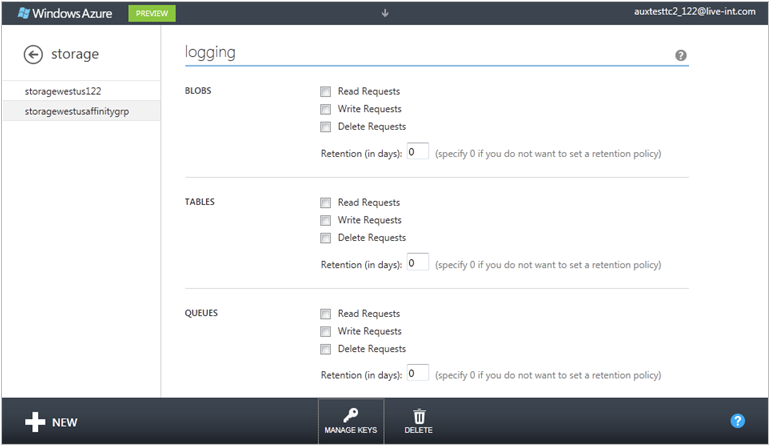 Windows Azure PREVIEW auxtesttc2_122@live-int.com
storage
storagewestus122
storagewestusaffinitygrp
logging ?
BLOBS Read Requests
Write Requests
Delete Requests
Retention (in days): 0 (specify 0 if you do not want to set a retention policy)
TABLES Read Requests
Write Requests
Delete Requests
Retention (in days): 0 (specify 0 if you do not want to set a retention policy)
QUEUES Read Requests
Write Requests
Delete Requests
Retention (in days): 0 (specify 0 if you do not want to set a retention policy)
NEW MANAGE KEYS DELETE ?